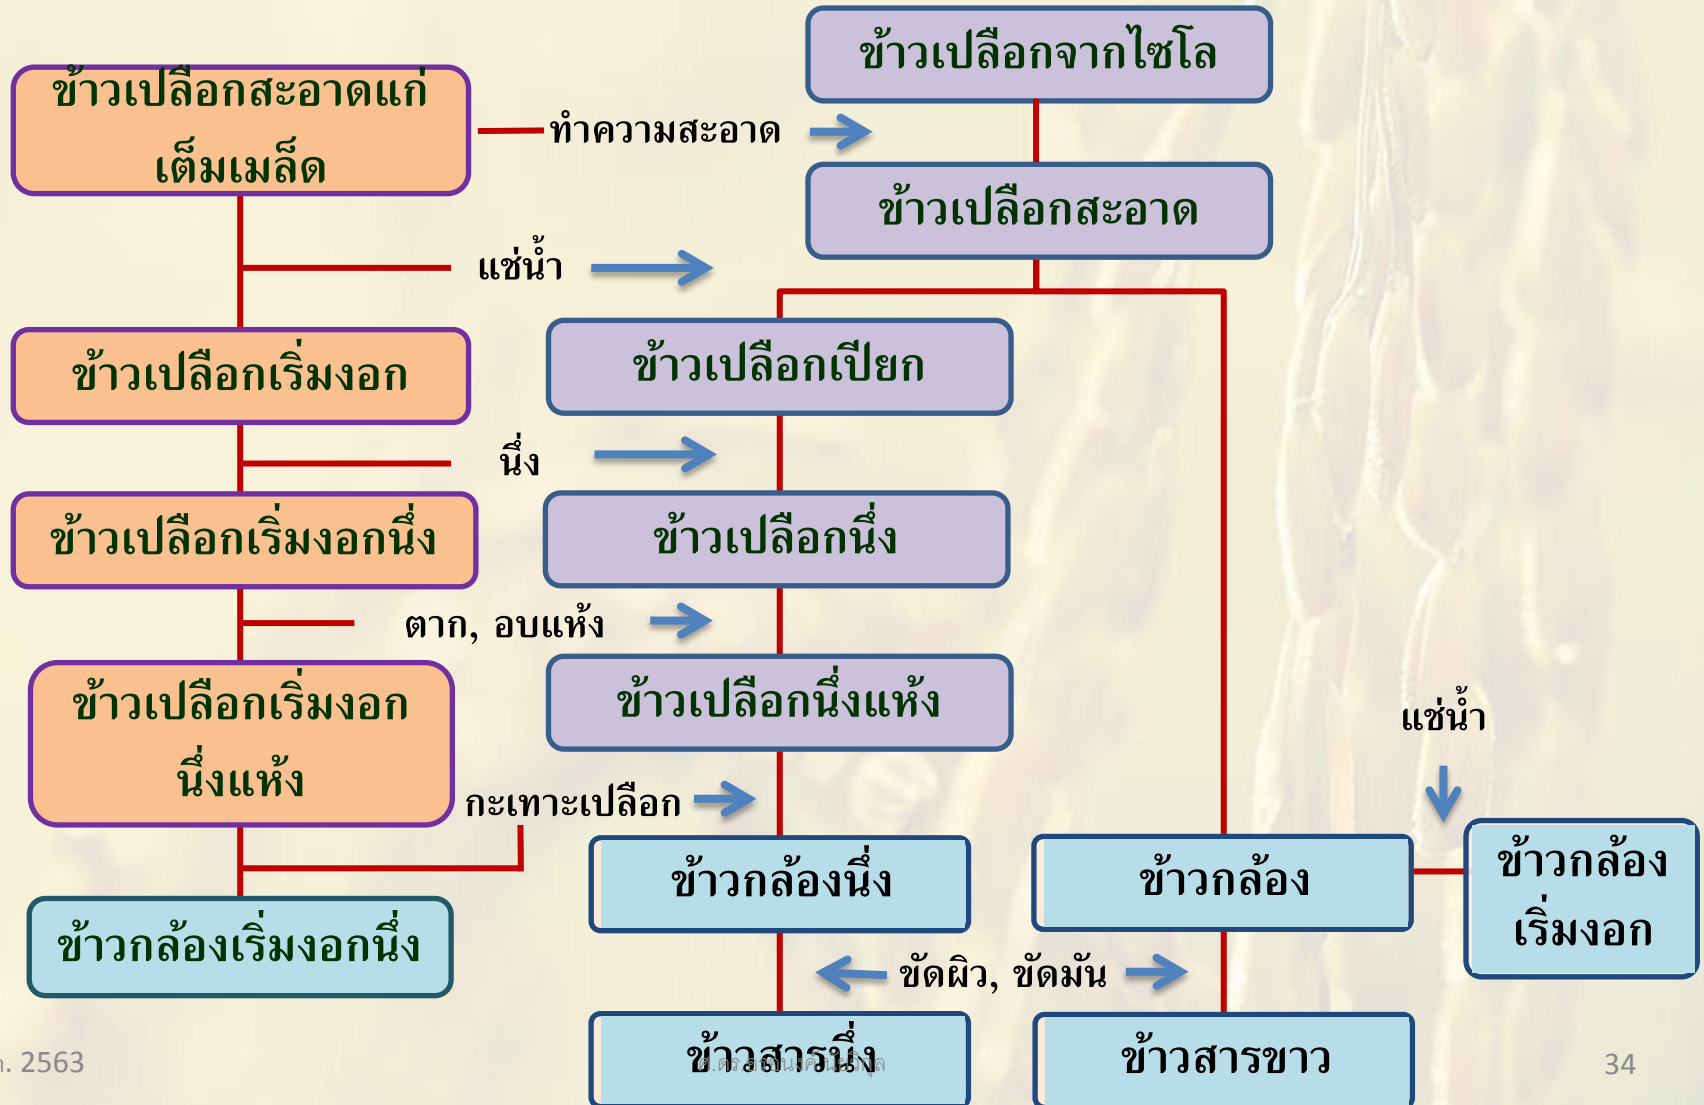 ข้าวเปลือกจากไซโล
ข้าวเปลือกสะอาดแก่
เต็มเมล็ด
ทำความสะอาด
ข้าวเปลือกสะอาด
แช่น้ำ
ข้าวเปลือกเริ่มงอก
ข้าวเปลือกเปียก
นึ่ง
ข้าวเปลือกเริ่มงอกนึ่ง
ข้าวเปลือกนึ่ง
ตาก, อบแห้ง
ข้าวเปลือกเริ่มงอก
นึ่งแห้ง
ข้าวเปลือกนึ่งแห้ง
แช่น้ำ
กะเทาะเปลือก
ข้าวกล้องนึ่ง
ข้าวกล้อง
ข้าวกล้อง
เริ่มงอก
ข้าวกล้องเริ่มงอกนึ่ง
ขัดผิว, ขัดมัน
ข้าวสารนึ่ง
ข้าวสารขาว
2563
34